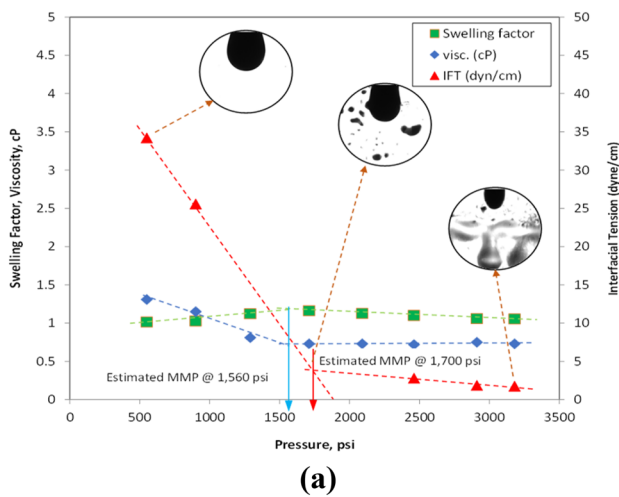 Swelling factor
visc. (cP)
IFT (dyn/cm)
Swelling Factor, Viscosity, cP
5
4.5
4
3.5
3
2.5
2
1.5
1
0.5
0
Interfacial Tension (dyne/cm)
50
45
40
35
30
25
20
15
10
5
0
Estimated MMP @ 1,700 psi
Estimated MMP @ 1,560 psi
0 500 1000 1500 2000 2500 3000 3500
Pressure, psi
(a)